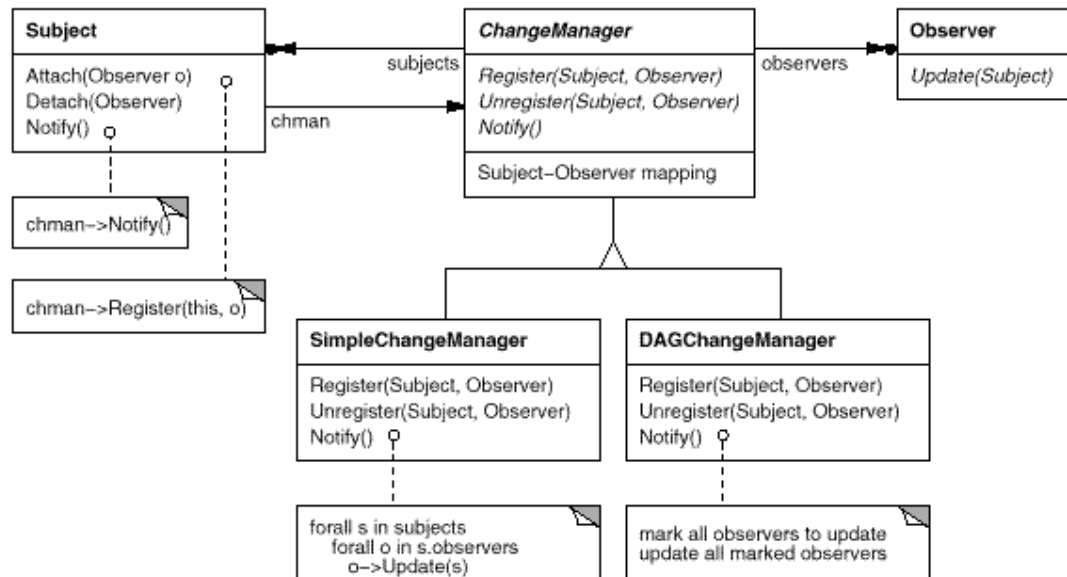 Subject
Attach(Observer o)
Detach(Observer)
Notify()
chman->Notify()
chman->Register(this, o)
subjects
chman
ChangeManager
Register(Subject, Observer)
Unregister(Subject, Observer)
Notify()
Subject-Observer mapping
observers
Observer
Update(Subject)
SimpleChangeManager
Register(Subject, Observer)
Unregister(Subject, Observer)
Notify()
forall s in subjects
forall o in s.observers
o->Update(s)
DAGChangeManager
Register(Subject, Observer)
Unregister(Subject, Observer)
Notify()
mark all observers to update
update all marked observers